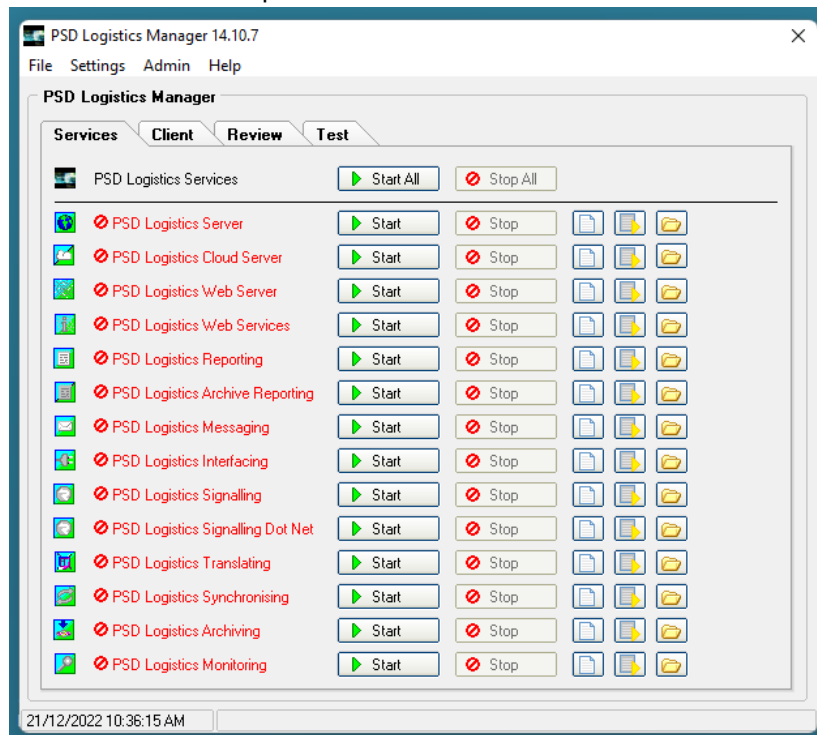 PSD Logistics Manager 14.10.7
File Settings Admin Help
PSD Logistics Manager
Services Client Review Test
PSD Logistics Services Start All Stop All
PSD Logistics Server Start Stop
PSD Logistics Cloud Server Start Stop
PSD Logistics Web Server Start Stop
PSD Logistics Web Services Start Stop
PSD Logistics Reporting Start Stop
PSD Logistics Archive Reporting Start Stop
PSD Logistics Messaging Start Stop
PSD Logistics Interfacing Start Stop
PSD Logistics Signalling Start Stop
PSD Logistics Signalling Dot Net Start Stop
PSD Logistics Translating Start Stop
PSD Logistics Synchronising Start Stop
PSD Logistics Archiving Start Stop
PSD Logistics Monitoring Start Stop
21/12/2022 10:36:15 AM